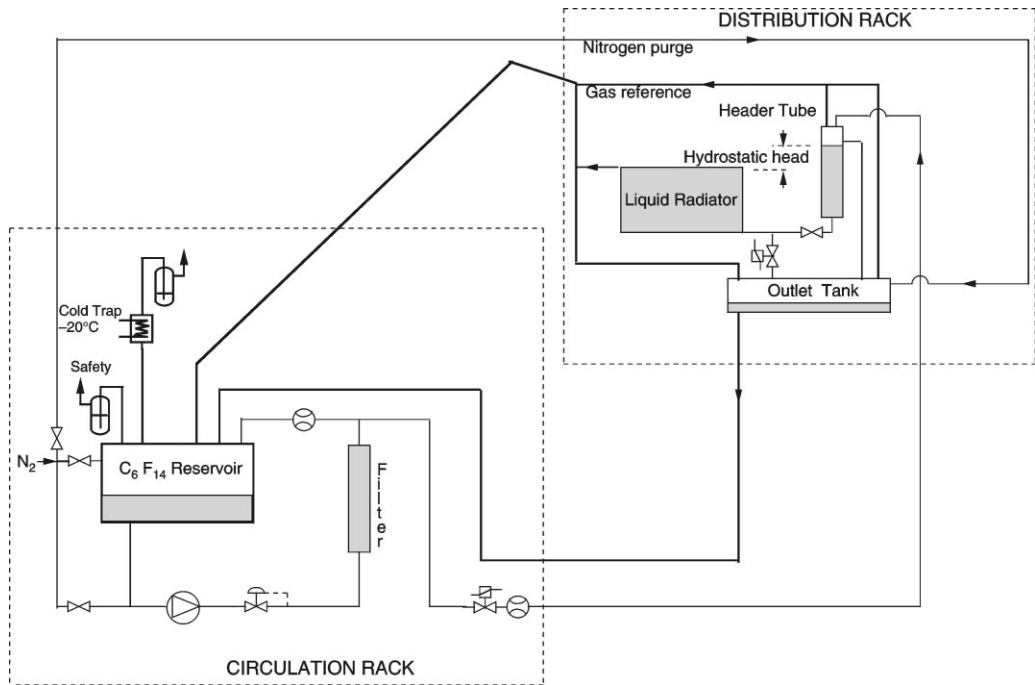 DISTRIBUTION RACK
Nitrogen purge
Gas reference
Header Tube
Hydrostatic head
Liquid Radiator
Outlet Tank
Cold Trap
–20°C
Safety
N₂
C₆ F₁₄ Reservoir
Filter
CIRCULATION RACK